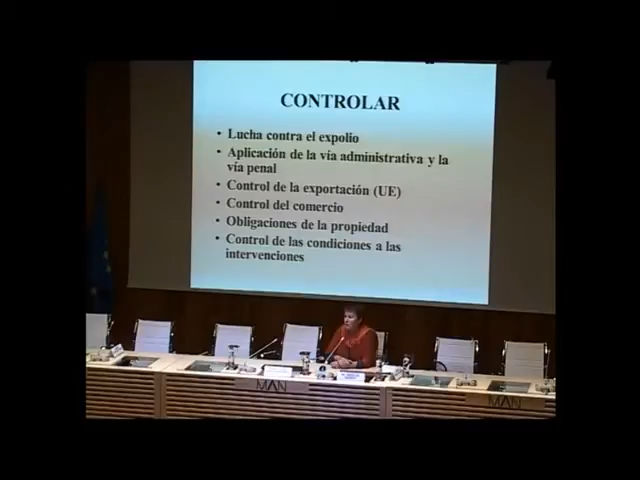 CONTROLAR
• Lucha contra el expolio
• Aplicación de la vía administrativa y la
vía penal
• Control de la exportación (UE)
• Control del comercio
• Obligaciones de la propiedad
• Control de las condiciones a las
intervenciones
MAN
MAN